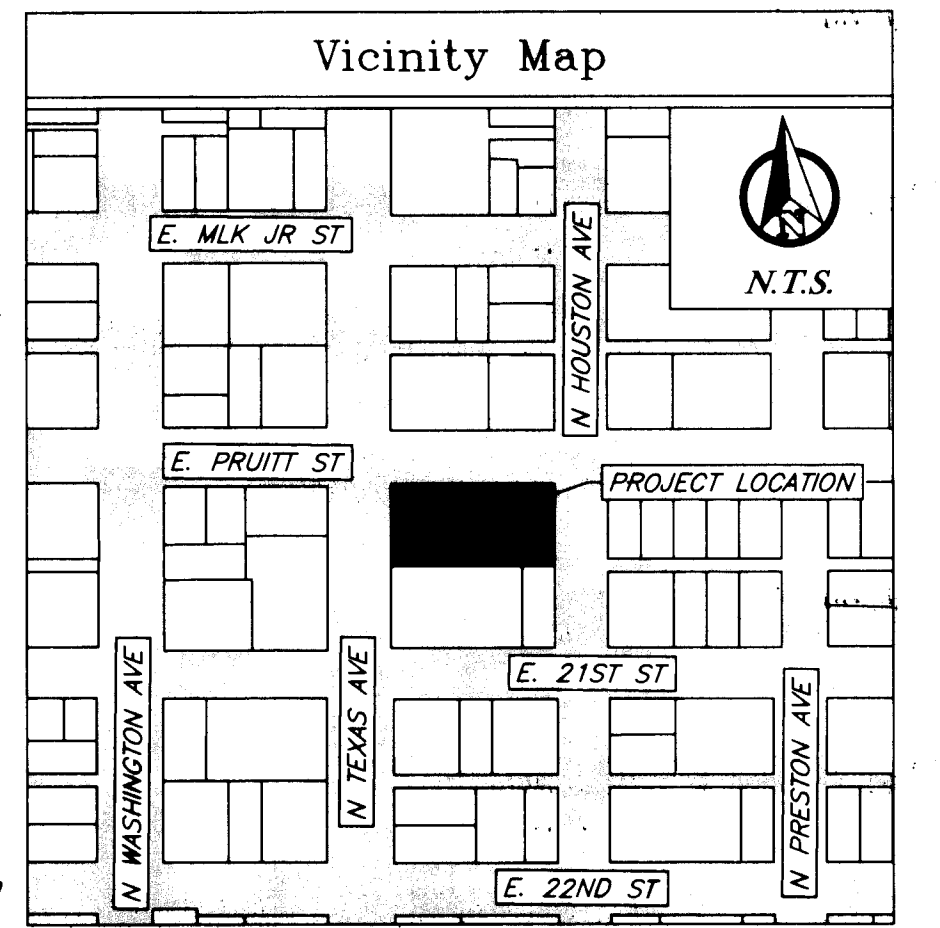 Vicinity Map
N
N.T.S.
E. MLK JR ST
N HOUSTON AVE
E. PRUITT ST
PROJECT LOCATION
E. 21ST ST
N WASHINGTON AVE
N TEXAS AVE
N PRESTON AVE
E. 22ND ST